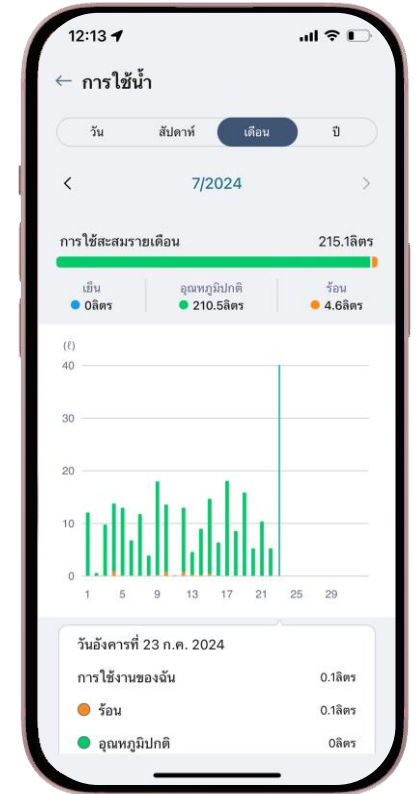 12:13
การใช้น้ำ
วัน สัปดาห์ เดือน ปี
7/2024
การใช้สะสมรายเดือน 215.1ลิตร
เย็น อุณหภูมิปกติ ร้อน
0ลิตร 210.5ลิตร 4.6ลิตร
(ℓ)
40
30
20
10
0
1 5 9 13 17 21 25 29
วันอังคารที่ 23 ก.ค. 2024
การใช้งานของฉัน 0.1ลิตร
ร้อน 0.1ลิตร
อุณหภูมิปกติ 0ลิตร